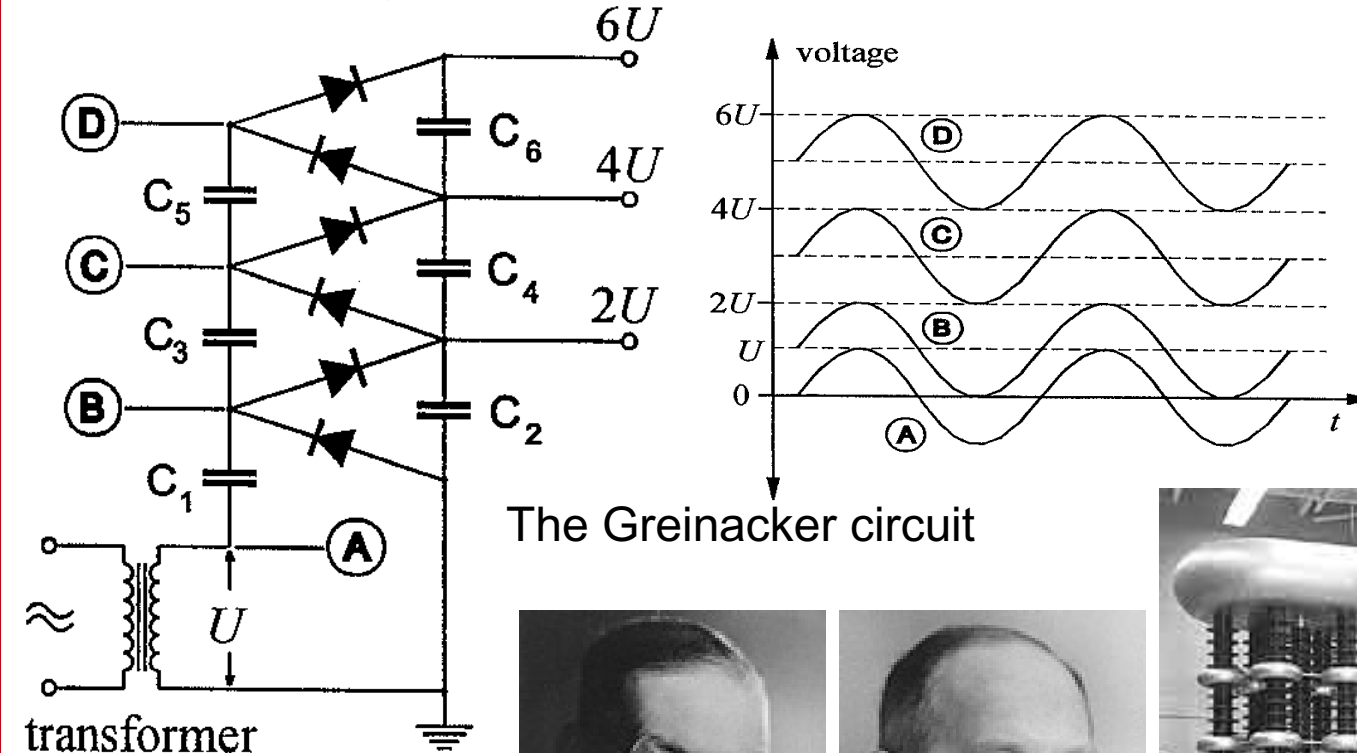 6U
D
C₆
4U
C₅
C
C₄
2U
C₃
B
C₂
C₁
A
U
transformer
voltage
6U
D
4U
C
2U
B
U
0
A
t
The Greinacker circuit